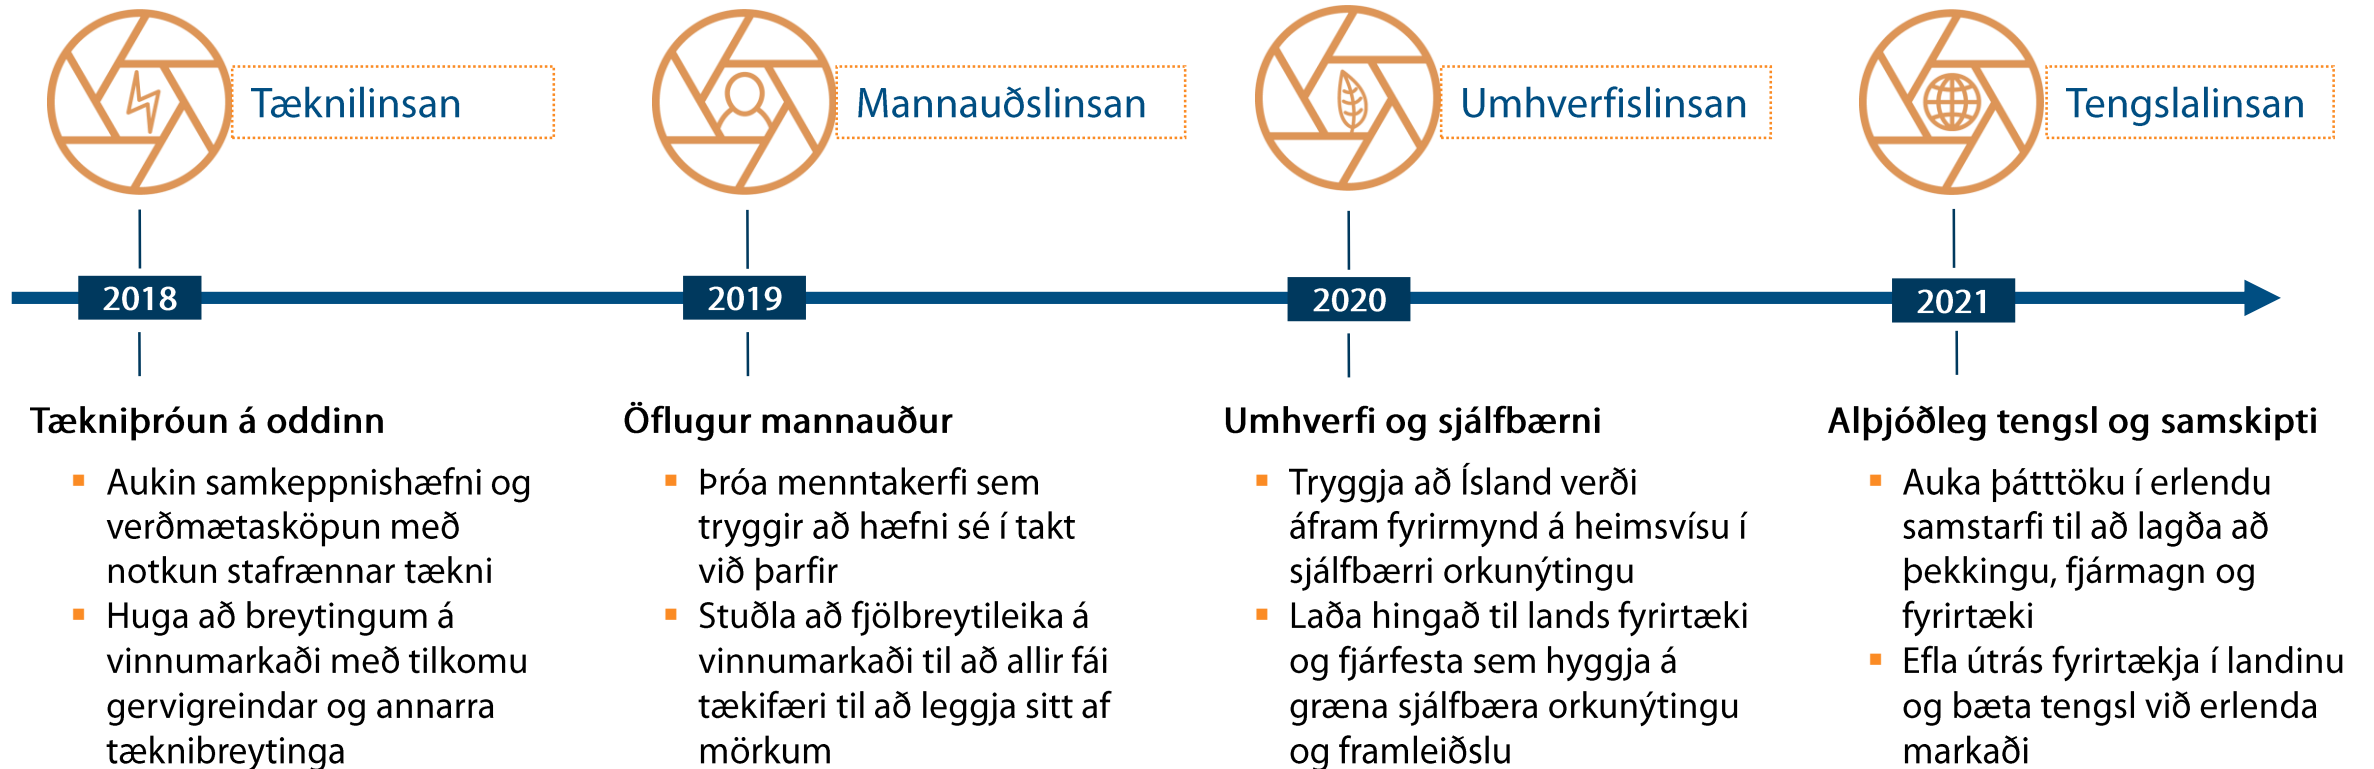 Tæknilinsan
Mannauðslinsan
Umhverfislinsan
Tengslalinsan
2018
2019
2020
2021
Tækniþróun á oddinn
Aukin samkeppnishæfni og
verðmætasköpun með
notkun stafrænnar tækni
Huga að breytingum á
vinnumarkaði með tilkomu
gervigreindar og annarra
tæknibreytinga
Öflugur mannauður
Þróa menntakerfi sem
tryggir að hæfni sé í takt
við þarfir
Stuðla að fjölbreytileika á
vinnumarkaði til að allir fái
tækifæri til að leggja sitt af
mörkum
Umhverfi og sjálfbærni
Tryggja að Ísland verði
áfram fyrirmynd á heimsvísu í
sjálfbærri orkunýtingu
Laða hingað til lands fyrirtæki
og fjárfesta sem hyggja á
græna sjálfbæra orkunýtingu
og framleiðslu
Alþjóðleg tengsl og samskipti
Auka þátttöku í erlendu
samstarfi til að lagða að
þekkingu, fjármagn og
fyrirtæki
Efla útrás fyrirtækja í landinu
og bæta tengsl við erlenda
markaði